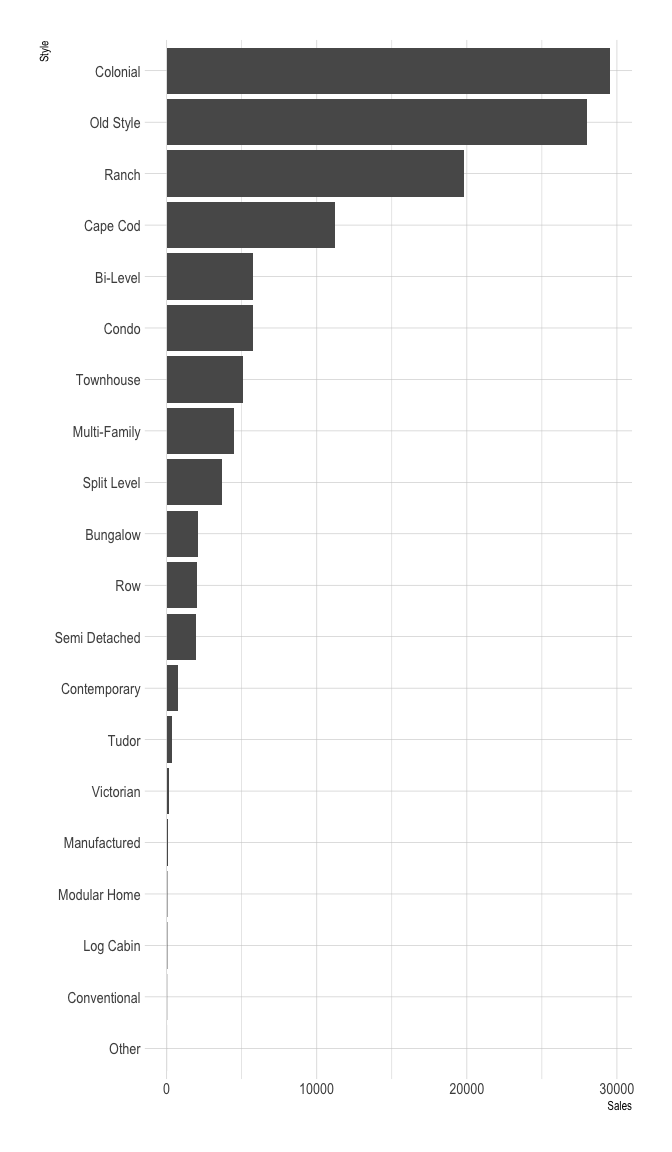 Style
Colonial
Old Style
Ranch
Cape Cod
Bi-Level
Condo
Townhouse
Multi-Family
Split Level
Bungalow
Row
Semi Detached
Contemporary
Tudor
Victorian
Manufactured
Modular Home
Log Cabin
Conventional
Other
0 10000 20000 30000
Sales